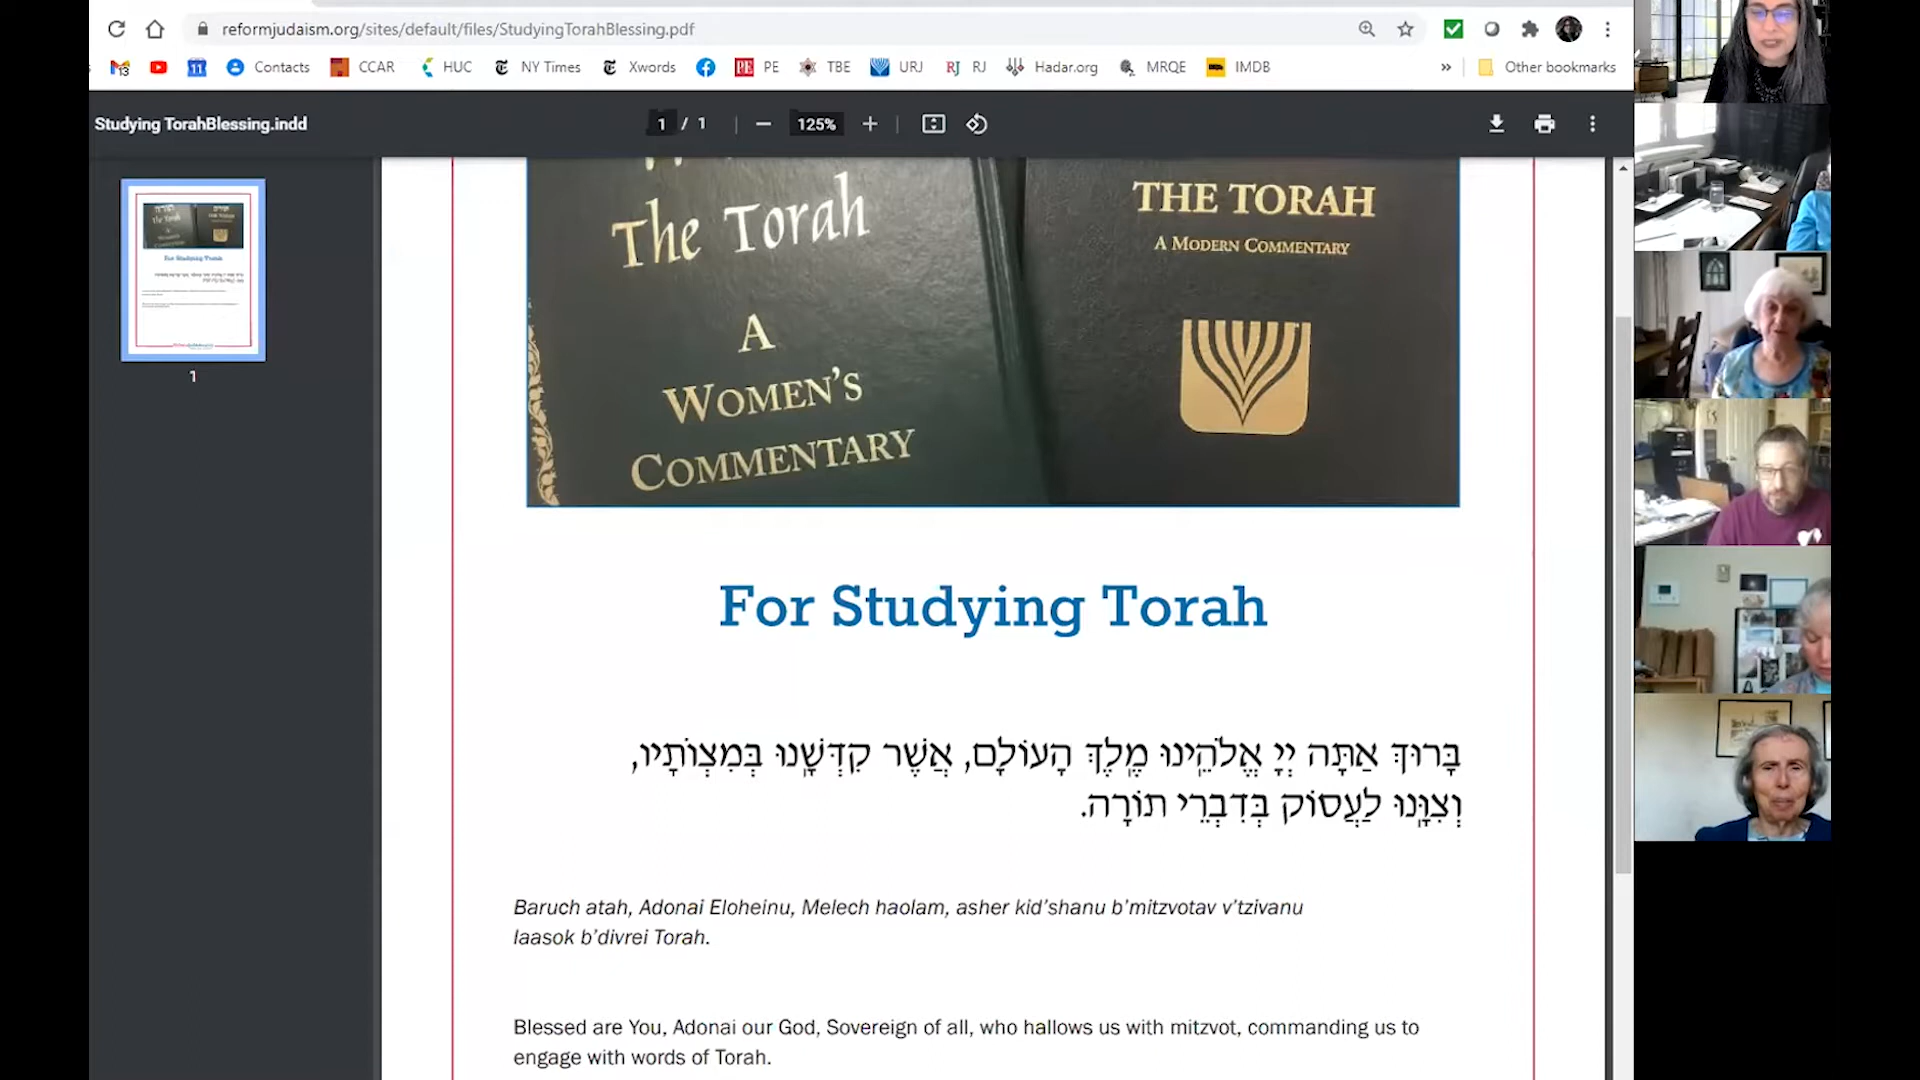 reformjudaism.org/sites/default/files/StudyingTorahBlessing.pdf
13
11
Contacts
CCAR
HUC
NY Times
Xwords
PE PE
TBE
URJ
RJ RJ
Hadar.org
MRQE
IMDB
»
Other bookmarks
Studying TorahBlessing.indd
1 / 1
125%
1
The Torah
A
WOMEN'S
COMMENTARY
THE TORAH
A MODERN COMMENTARY
For Studying Torah
בָּרוּךְ אַתָּה יְיָ אֱלֹהֵינוּ מֶלֶךְ הָעוֹלָם, אֲשֶׁר קִדְּשָׁנוּ בְּמִצְוֹתָיו,
וְצִוָּנוּ לַעֲסוֹק בְּדִבְרֵי תוֹרָה.
Baruch atah, Adonai Eloheinu, Melech haolam, asher kid'shanu b'mitzvotav v'tzivanu
laasok b'divrei Torah.
Blessed are You, Adonai our God, Sovereign of all, who hallows us with mitzvot, commanding us to
engage with words of Torah.